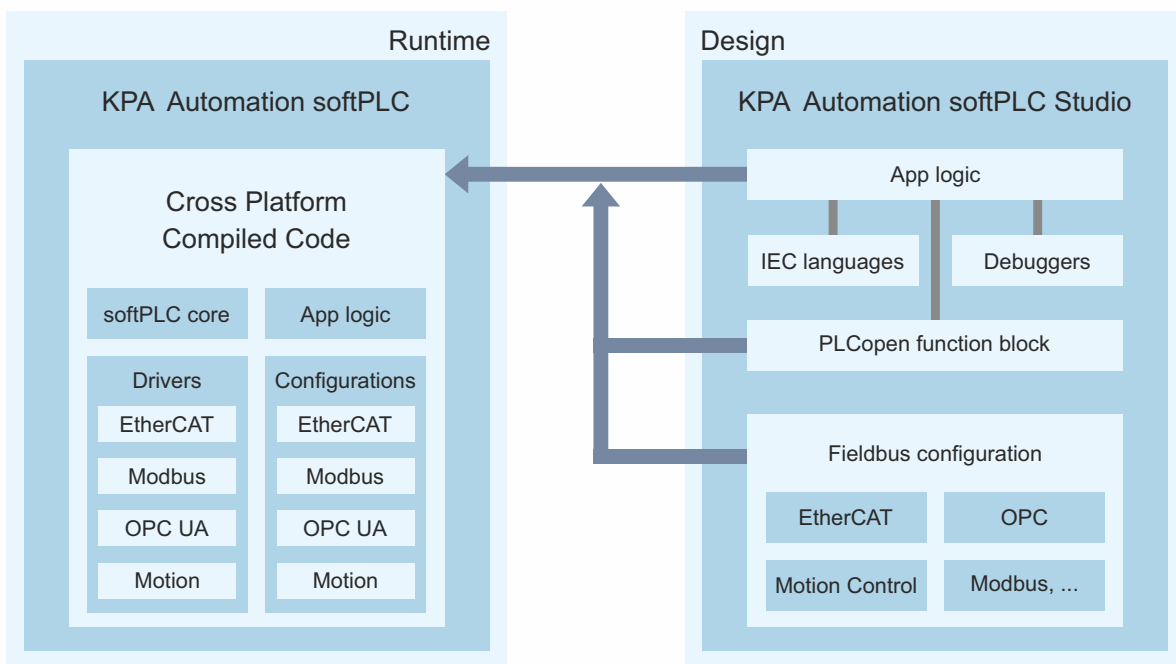 Runtime
KPA Automation softPLC
Cross Platform
Compiled Code
softPLC core
App logic
Drivers
EtherCAT
Modbus
OPC UA
Motion
Configurations
EtherCAT
Modbus
OPC UA
Motion
Design
KPA Automation softPLC Studio
App logic
IEC languages
Debuggers
PLCopen function block
Fieldbus configuration
EtherCAT
OPC
Motion Control
Modbus, ...